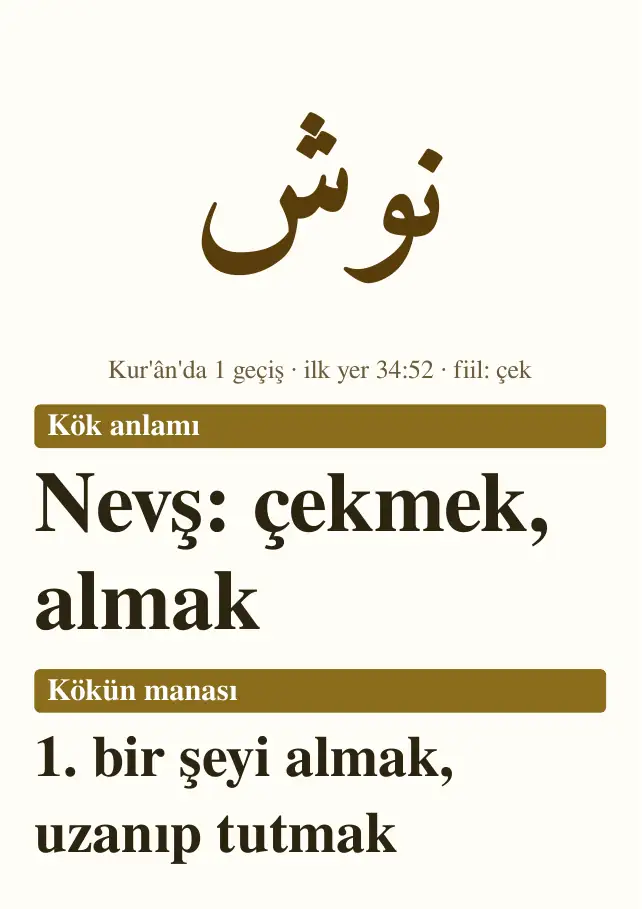 نوش
Kur'ân'da 1 geçiş · ilk yer 34:52 · fiil: çek
Kök anlamı
Nevş: çekmek,
almak
Kökün manası
1. bir şeyi almak,
uzanıp tutmak